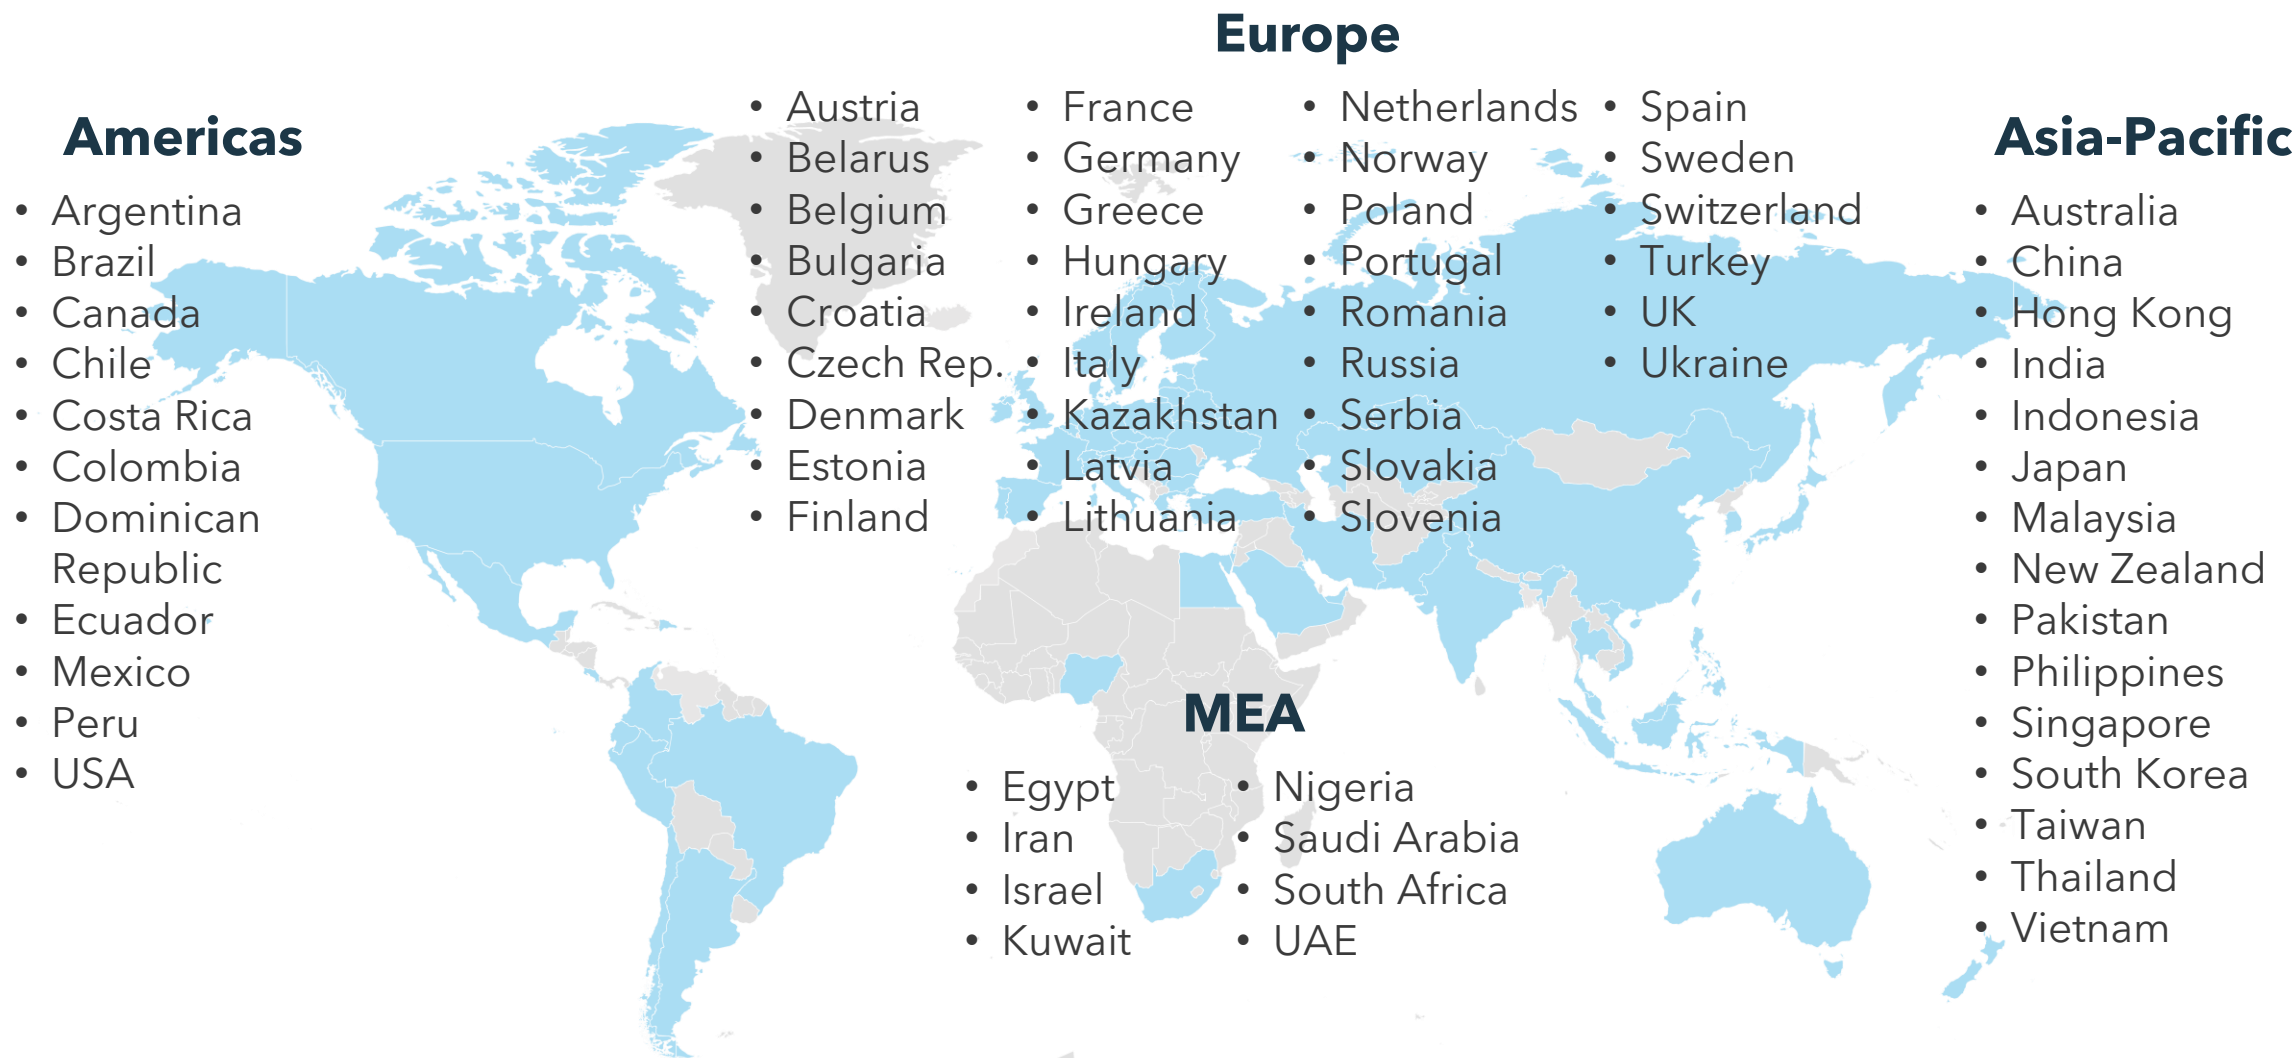 Europe
• Austria
• Belarus
• Belgium
• Bulgaria
• Croatia
• Czech Rep.
• Denmark
• Estonia
• Finland
• France
• Germany
• Greece
• Hungary
• Ireland
• Italy
• Kazakhstan
• Latvia
• Lithuania
• Netherlands
• Norway
• Poland
• Portugal
• Romania
• Russia
• Serbia
• Slovakia
• Slovenia
• Spain
• Sweden
• Switzerland
• Turkey
• UK
• Ukraine
Americas
• Argentina
• Brazil
• Canada
• Chile
• Costa Rica
• Colombia
• Dominican
Republic
• Ecuador
• Mexico
• Peru
• USA
MEA
• Egypt
• Iran
• Israel
• Kuwait
• Nigeria
• Saudi Arabia
• South Africa
• UAE
Asia-Pacific
• Australia
• China
• Hong Kong
• India
• Indonesia
• Japan
• Malaysia
• New Zealand
• Pakistan
• Philippines
• Singapore
• South Korea
• Taiwan
• Thailand
• Vietnam